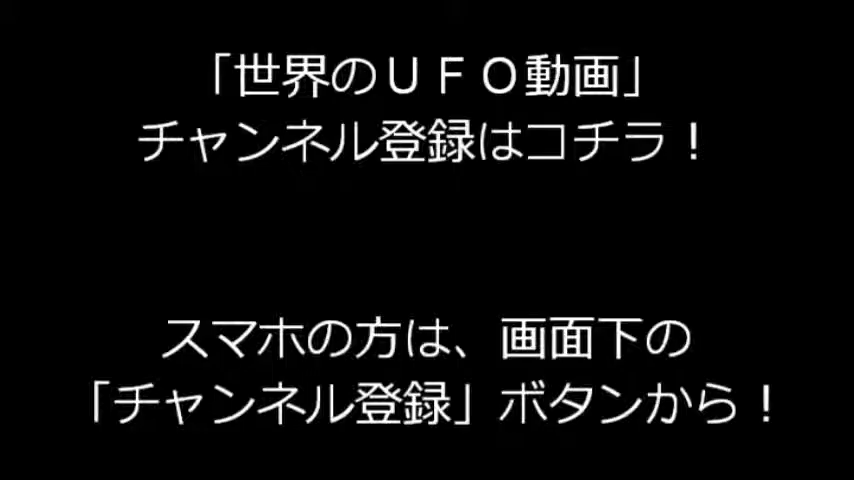 「世界のＵＦＯ動画」
チャンネル登録はコチラ！
スマホの方は、画面下の
「チャンネル登録」ボタンから！